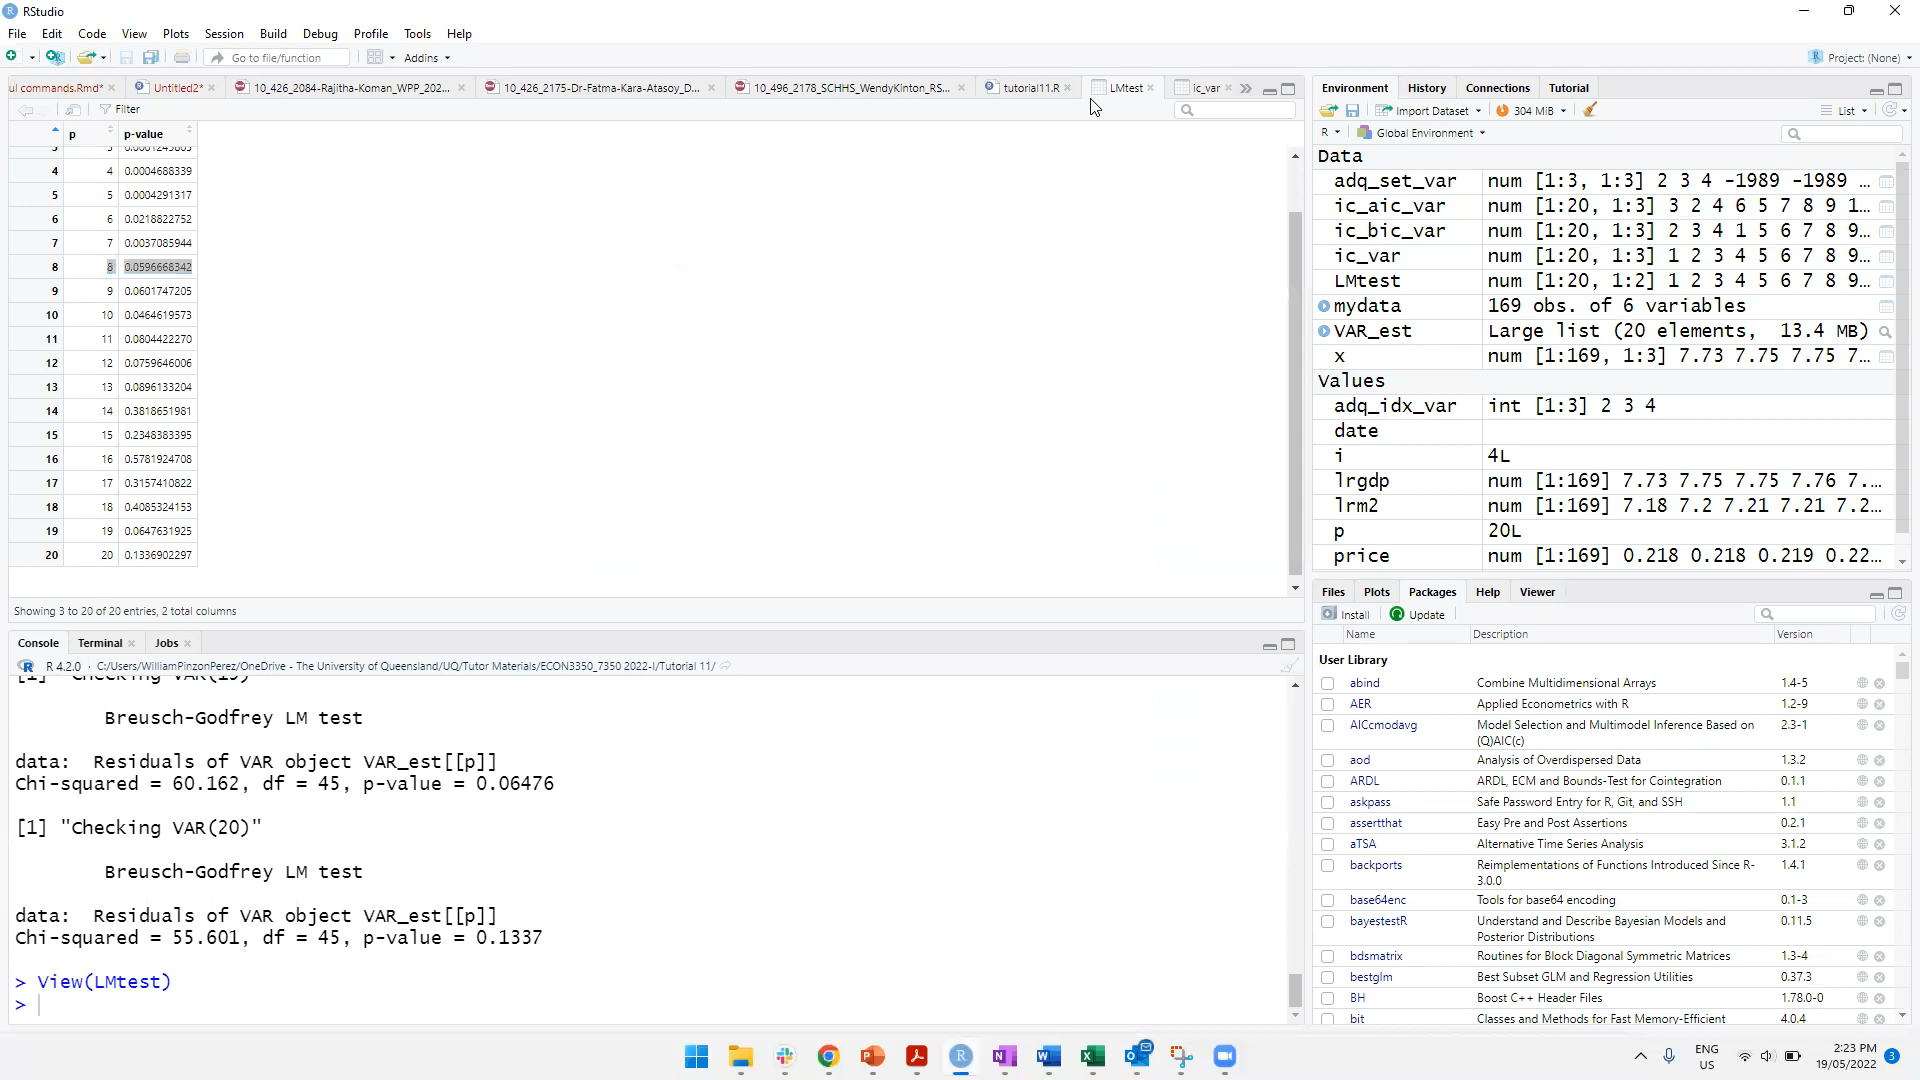 RStudio
File Edit Code View Plots Session Build Debug Profile Tools Help
Go to file/function Addins Project: (None)
ul commands.Rmd* Untitled2* 10_426_2084-Rajitha-Koman_WPP_202... 10_426_2175-Dr-Fatma-Kara-Atasoy_D... 10_496_2178_SCHHS_WendyKinton_RS... tutorial11.R LMtest ic_var
Filter
p p-value
3 3 0.0001245803
4 4 0.0004688339
5 5 0.0004291317
6 6 0.0218822752
7 7 0.0037085944
8 8 0.0596668342
9 9 0.0601747205
10 10 0.0464619573
11 11 0.0804422270
12 12 0.0759646006
13 13 0.0896133204
14 14 0.3818651981
15 15 0.2348383395
16 16 0.5781924708
17 17 0.3157410822
18 18 0.4085324153
19 19 0.0647631925
20 20 0.1336902297
Showing 3 to 20 of 20 entries, 2 total columns
Console Terminal Jobs
R 4.2.0 · C:/Users/WilliamPinzonPerez/OneDrive - The University of Queensland/UQ/Tutor Materials/ECON3350_7350 2022-I/Tutorial 11/
[1] "Checking VAR(19)"
Breusch-Godfrey LM test
data: Residuals of VAR object VAR_est[[p]]
Chi-squared = 60.162, df = 45, p-value = 0.06476
[1] "Checking VAR(20)"
Breusch-Godfrey LM test
data: Residuals of VAR object VAR_est[[p]]
Chi-squared = 55.601, df = 45, p-value = 0.1337
> View(LMtest)
>
Environment History Connections Tutorial
Import Dataset 304 MiB List
R Global Environment
Data
adq_set_var num [1:3, 1:3] 2 3 4 -1989 -1989 ...
ic_aic_var num [1:20, 1:3] 3 2 4 6 5 7 8 9 1...
ic_bic_var num [1:20, 1:3] 2 3 4 1 5 6 7 8 9...
ic_var num [1:20, 1:3] 1 2 3 4 5 6 7 8 9...
LMtest num [1:20, 1:2] 1 2 3 4 5 6 7 8 9...
mydata 169 obs. of 6 variables
VAR_est Large list (20 elements, 13.4 MB)
x num [1:169, 1:3] 7.73 7.75 7.75 7...
Values
adq_idx_var int [1:3] 2 3 4
date
i 4L
lrgdp num [1:169] 7.73 7.75 7.75 7.76 7...
lrm2 num [1:169] 7.18 7.2 7.21 7.21 7.2...
p 20L
price num [1:169] 0.218 0.218 0.219 0.22...
Files Plots Packages Help Viewer
Install Update
Name Description Version
User Library
abind Combine Multidimensional Arrays 1.4-5
AER Applied Econometrics with R 1.2-9
AICcmodavg Model Selection and Multimodel Inference Based on 2.3-1
(Q)AIC(c)
aod Analysis of Overdispersed Data 1.3.2
ARDL ARDL, ECM and Bounds-Test for Cointegration 0.1.1
askpass Safe Password Entry for R, Git, and SSH 1.1
assertthat Easy Pre and Post Assertions 0.2.1
aTSA Alternative Time Series Analysis 3.1.2
backports Reimplementations of Functions Introduced Since R- 1.4.1
3.0.0
base64enc Tools for base64 encoding 0.1-3
bayestestR Understand and Describe Bayesian Models and 0.11.5
Posterior Distributions
bdsmatrix Routines for Block Diagonal Symmetric Matrices 1.3-4
bestglm Best Subset GLM and Regression Utilities 0.37.3
BH Boost C++ Header Files 1.78.0-0
bit Classes and Methods for Fast Memory-Efficient 4.0.4
ENG
US
2:23 PM
19/05/2022
3